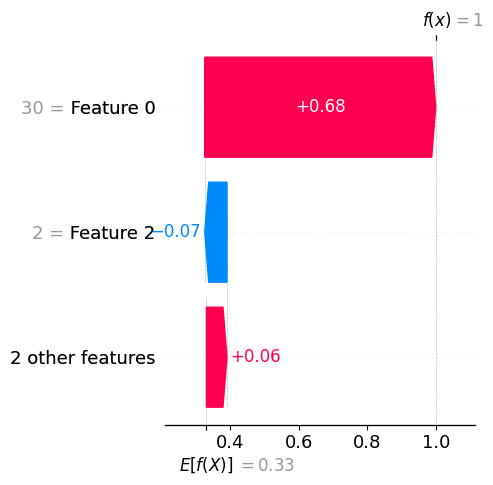 f(x) = 1
30 = Feature 0
+0.68
2 = Feature 2
−0.07
2 other features
+0.06
0.4 0.6 0.8 1.0
E[f(X)] = 0.33